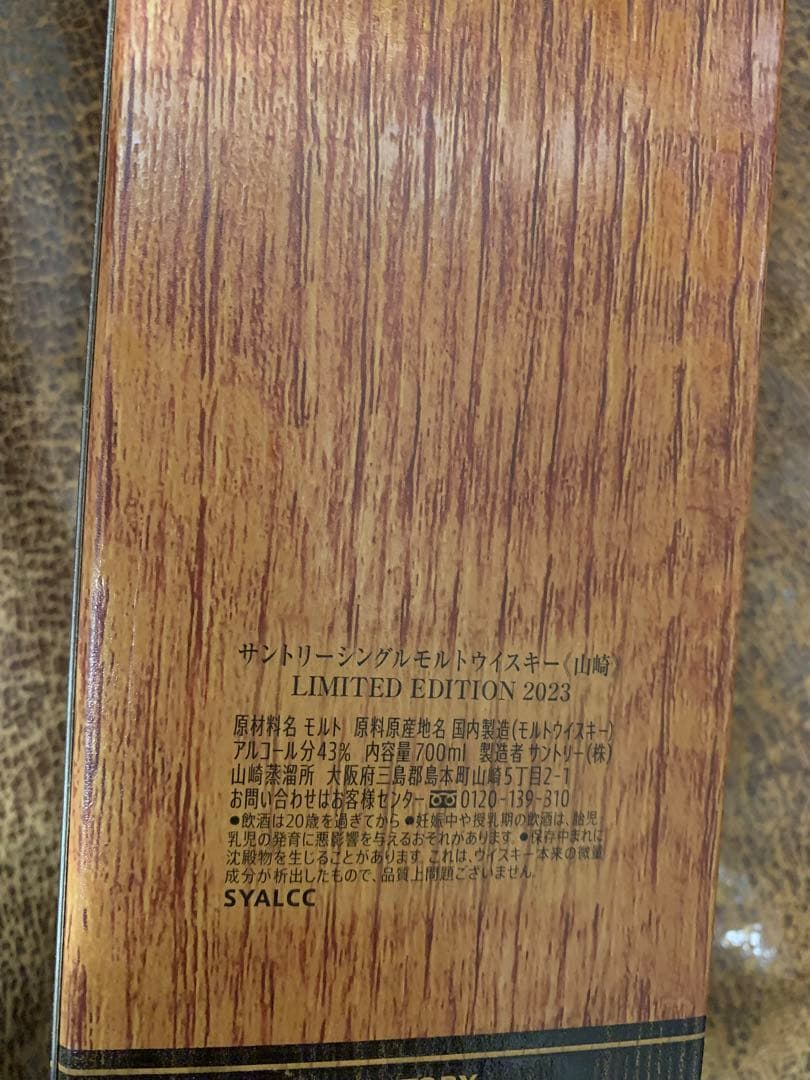 サントリーシングルモルトウイスキー《山崎》
LIMITED EDITION 2023
原材料名 モルト 原料原産地名 国内製造(モルトウイスキー)
アルコール分43% 内容量700ml 製造者 サントリー(株)
山崎蒸溜所 大阪府三島郡島本町山崎5丁目2-1
お問い合わせはお客様センター 0120-139-310
●飲酒は20歳を過ぎてから ●妊娠中や授乳期の飲酒は、胎児・
乳児の発育に悪影響を与えるおそれがあります。●保存中まれに
沈殿物を生じることがあります。これは、ウイスキー本来の微量
成分が析出したもので、品質上問題ございません。
SYALCC